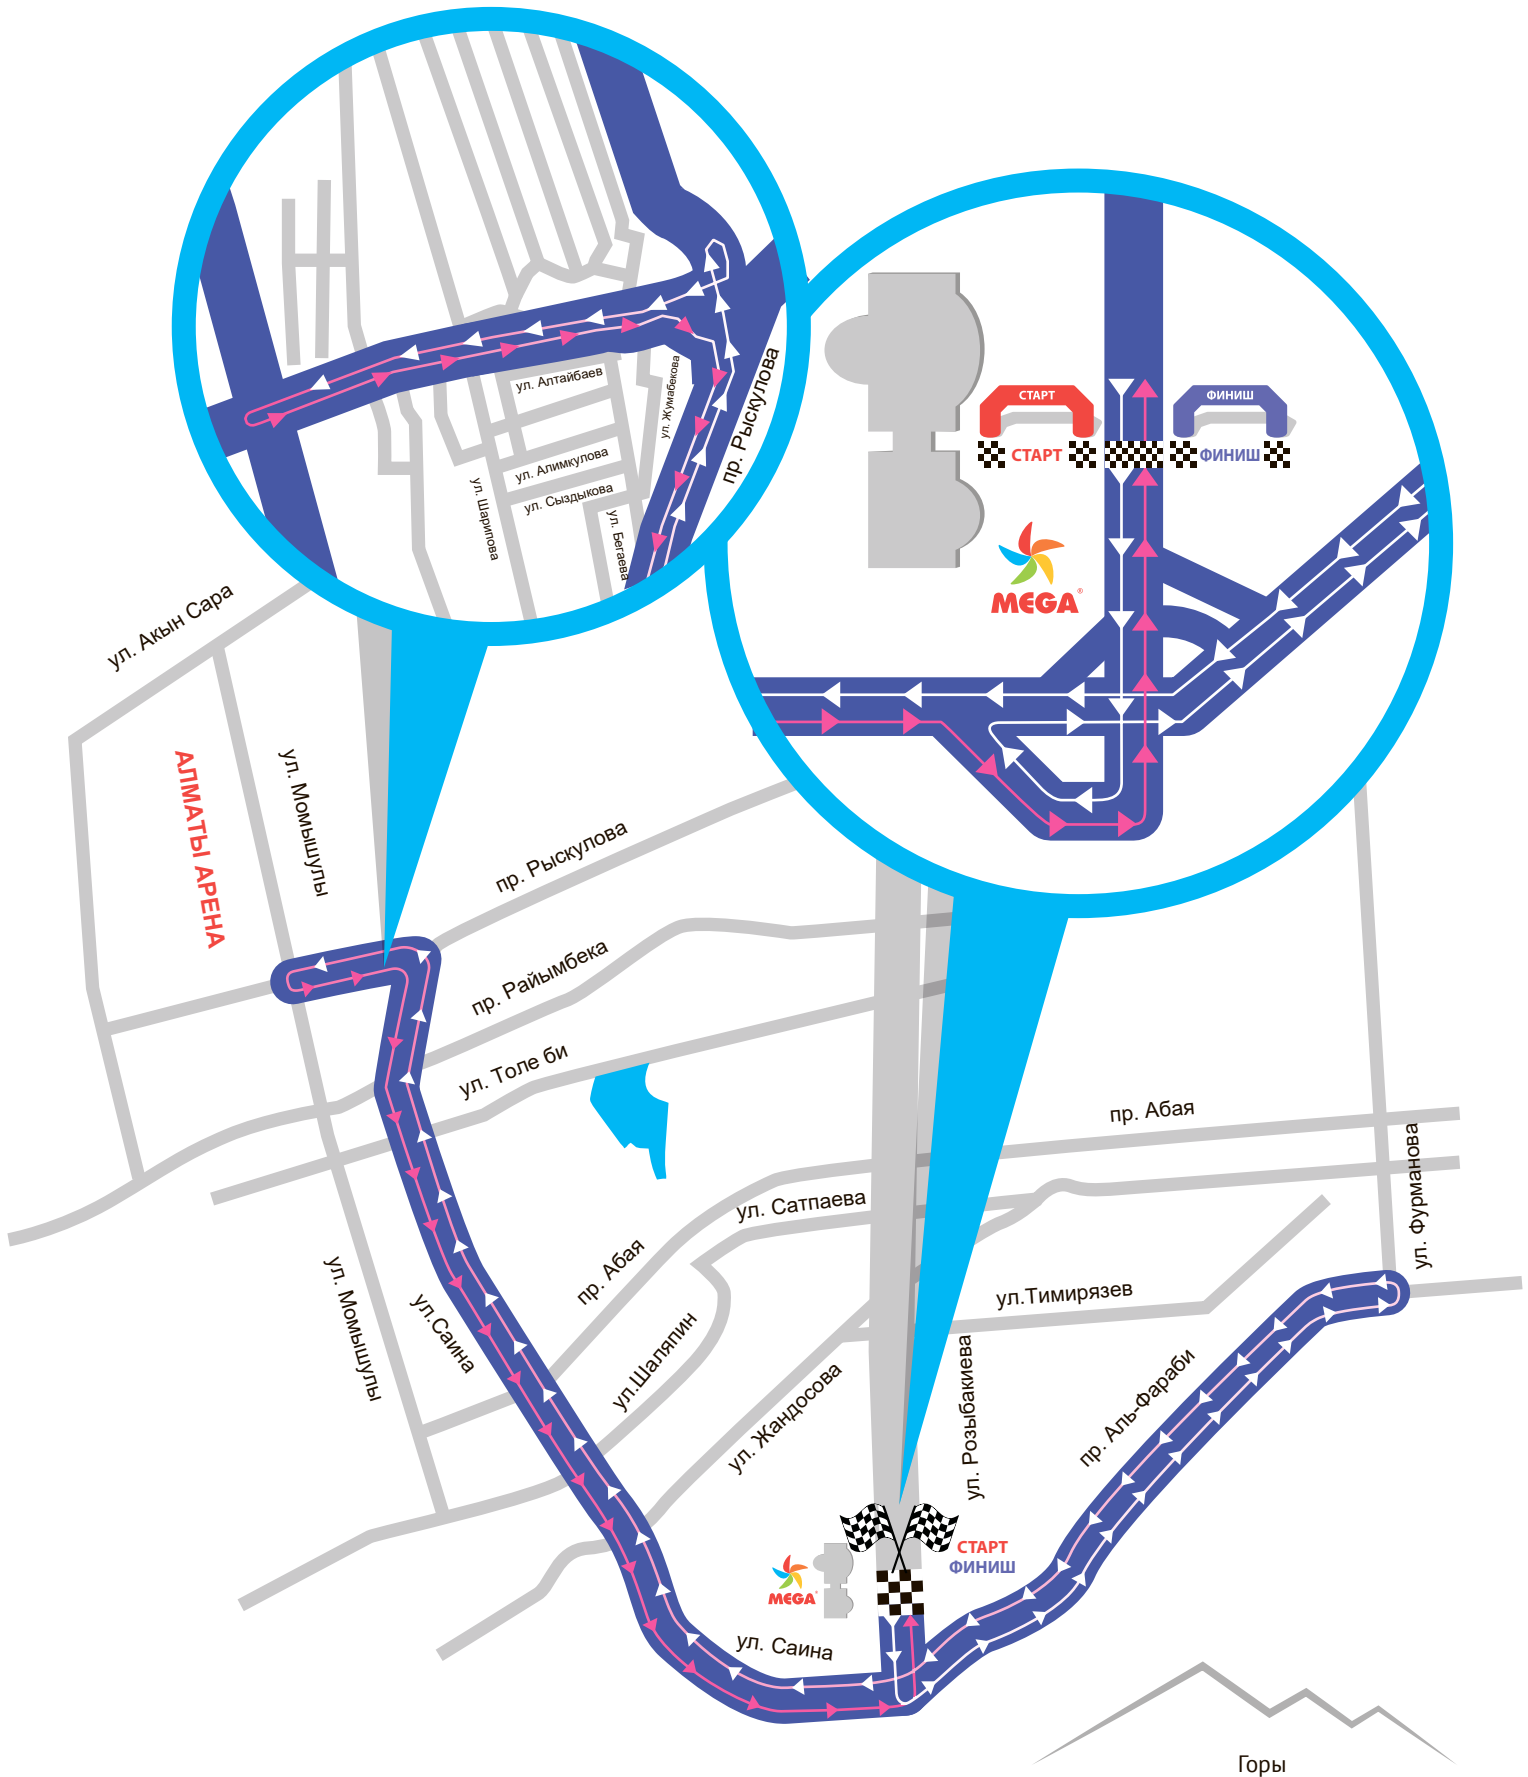 ул. Алтайбаев
ул. Жумабекова
пр. Рыскулова
ул. Алимкулова
ул. Сыздыкова
ул. Шарипова
ул. Бегаева
СТАРТ
ФИНИШ
СТАРТ
ФИНИШ
MEGA®
ул. Акын Сара
АЛМАТЫ АРЕНА
ул. Момышулы
пр. Рыскулова
пр. Райымбека
ул. Толе би
пр. Абая
ул. Фурманова
ул. Сатпаева
пр. Абая
ул. Момышулы
ул.Саина
ул.Шаляпин
ул.Тимирязев
ул. Жандосова
ул. Розыбакиева
пр. Аль-Фараби
СТАРТ
ФИНИШ
MEGA®
ул. Саина
Горы